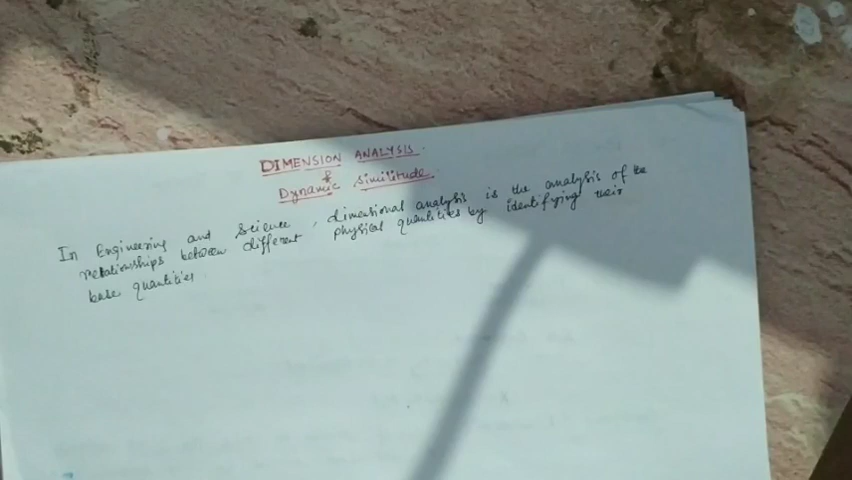 DIMENSION ANALYSIS.
&
Dynamic similitude.
In Engineering and Science, dimensional analysis is the analysis of the
relationships between different physical quantities by identifying their
base quantities